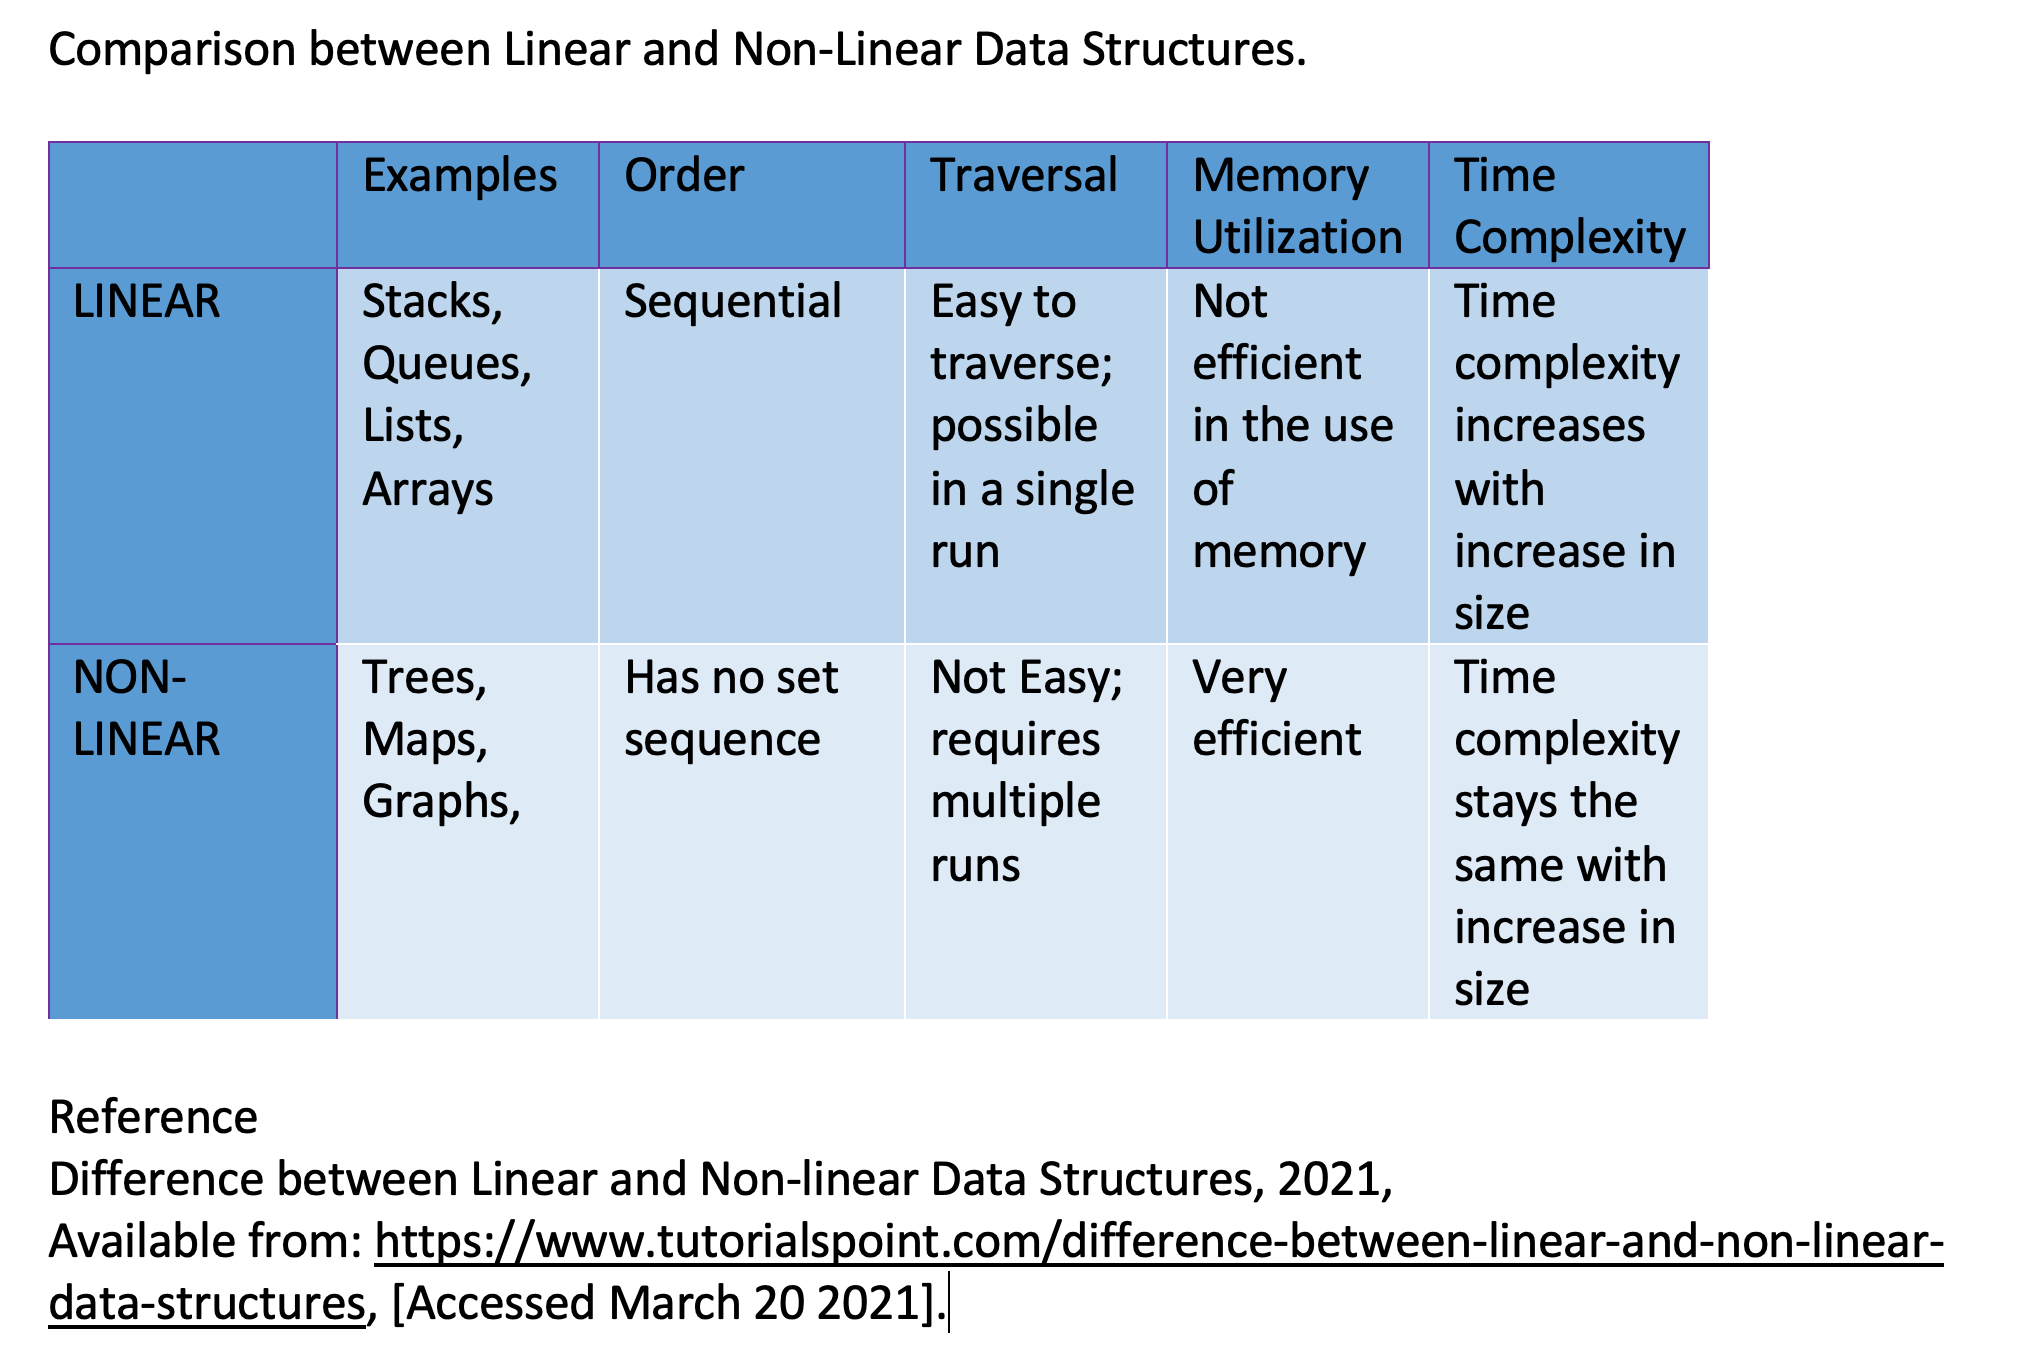 Comparison between Linear and Non-Linear Data Structures.
Examples
Order
Traversal
Memory
Utilization
Time
Complexity
LINEAR
Stacks,
Queues,
Lists,
Arrays
Sequential
Easy to
traverse;
possible
in a single
run
Not
efficient
in the use
of
memory
Time
complexity
increases
with
increase in
size
NON-
LINEAR
Trees,
Maps,
Graphs,
Has no set
sequence
Not Easy;
requires
multiple
runs
Very
efficient
Time
complexity
stays the
same with
increase in
size
Reference
Difference between Linear and Non-linear Data Structures, 2021,
Available from: https://www.tutorialspoint.com/difference-between-linear-and-non-linear-
data-structures, [Accessed March 20 2021].